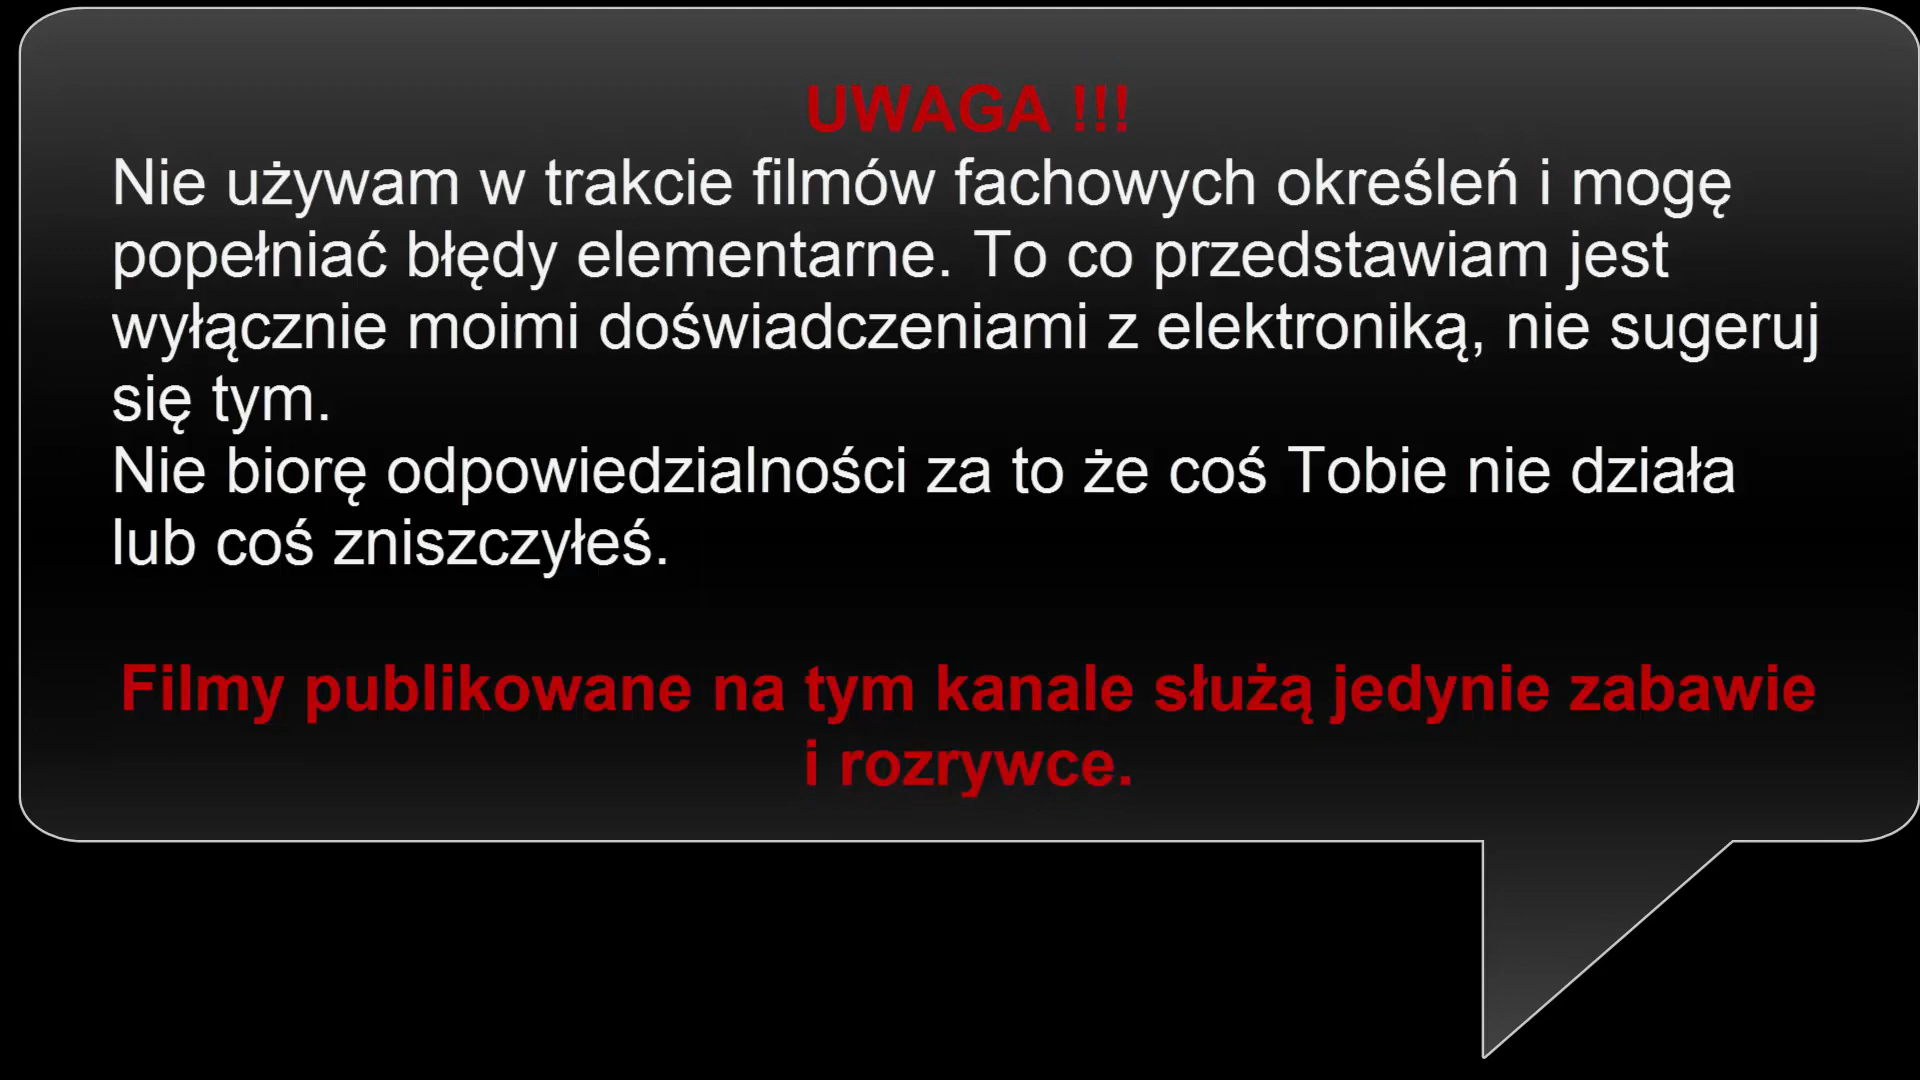 UWAGA !!!
Nie używam w trakcie filmów fachowych określeń i mogę
popełniać błędy elementarne. To co przedstawiam jest
wyłącznie moimi doświadczeniami z elektroniką, nie sugeruj
się tym.
Nie biorę odpowiedzialności za to że coś Tobie nie działa
lub coś zniszczyłeś.
Filmy publikowane na tym kanale służą jedynie zabawie
i rozrywce.